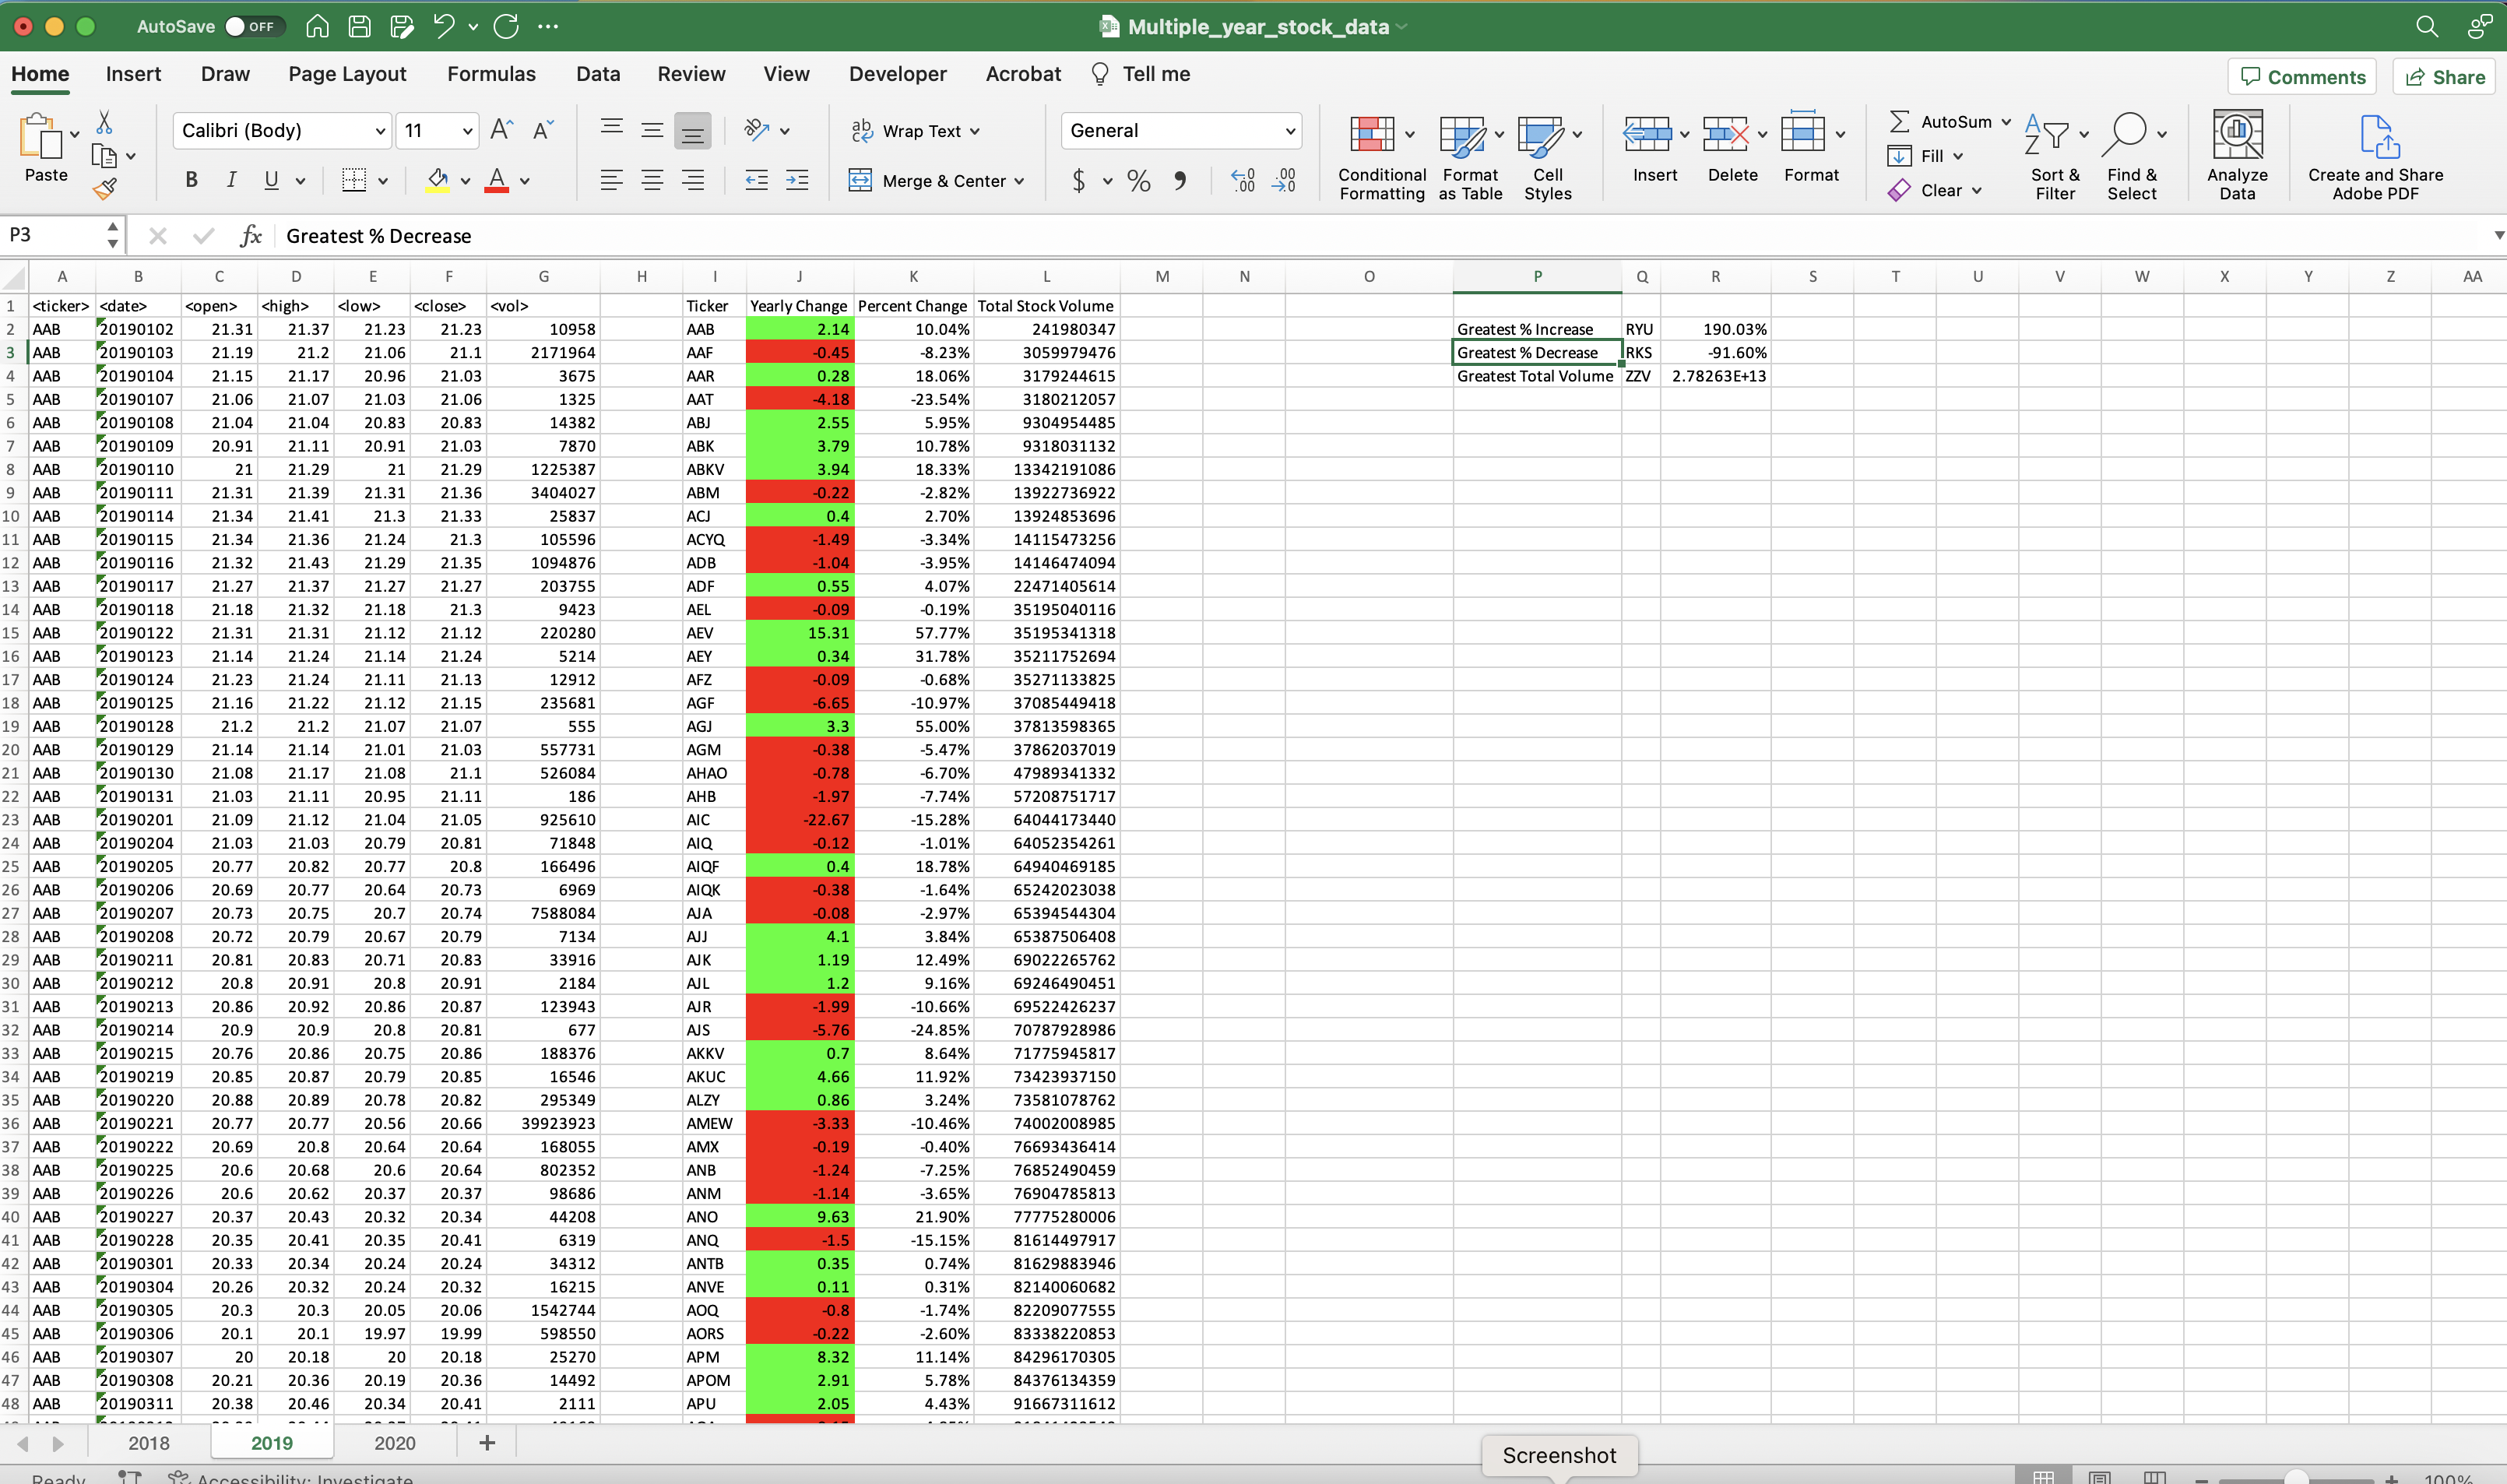 AutoSave OFF Multiple_year_stock_data
Home Insert Draw Page Layout Formulas Data Review View Developer Acrobat Tell me Comments Share
Paste Calibri (Body) 11 Wrap Text General Conditional Formatting Format as Table Cell Styles Insert Delete Format AutoSum Fill Clear Sort & Filter Find & Select Analyze Data Create and Share Adobe PDF
B I U Merge & Center $ %
P3 fx Greatest % Decrease
A B C D E F G H I J K L M N O P Q R S T U V W X Y Z AA
1 <ticker> <date> <open> <high> <low> <close> <vol> Ticker Yearly Change Percent Change Total Stock Volume
2 AAB 20190102 21.31 21.37 21.23 21.23 10958 AAB 2.14 10.04% 241980347 Greatest % Increase RYU 190.03%
3 AAB 20190103 21.19 21.2 21.06 21.1 2171964 AAF -0.45 -8.23% 3059979476 Greatest % Decrease RKS -91.60%
4 AAB 20190104 21.15 21.17 20.96 21.03 3675 AAR 0.28 18.06% 3179244615 Greatest Total Volume ZZV 2.78263E+13
5 AAB 20190107 21.06 21.07 21.03 21.06 1325 AAT -4.18 -23.54% 3180212057
6 AAB 20190108 21.04 21.04 20.83 20.83 14382 ABJ 2.55 5.95% 9304954485
7 AAB 20190109 20.91 21.11 20.91 21.03 7870 ABK 3.79 10.78% 9318031132
8 AAB 20190110 21 21.29 21 21.29 1225387 ABKV 3.94 18.33% 13342191086
9 AAB 20190111 21.31 21.39 21.31 21.36 3404027 ABM -0.22 -2.82% 13922736922
10 AAB 20190114 21.34 21.41 21.3 21.33 25837 ACJ 0.4 2.70% 13924853696
11 AAB 20190115 21.34 21.36 21.24 21.3 105596 ACYQ -1.49 -3.34% 14115473256
12 AAB 20190116 21.32 21.43 21.29 21.35 1094876 ADB -1.04 -3.95% 14146474094
13 AAB 20190117 21.27 21.37 21.27 21.27 203755 ADF 0.55 4.07% 22471405614
14 AAB 20190118 21.18 21.32 21.18 21.3 9423 AEL -0.09 -0.19% 35195040116
15 AAB 20190122 21.31 21.31 21.12 21.12 220280 AEV 15.31 57.77% 35195341318
16 AAB 20190123 21.14 21.24 21.14 21.24 5214 AEY 0.34 31.78% 35211752694
17 AAB 20190124 21.23 21.24 21.11 21.13 12912 AFZ -0.09 -0.68% 35271133825
18 AAB 20190125 21.16 21.22 21.12 21.15 235681 AGF -6.65 -10.97% 37085449418
19 AAB 20190128 21.2 21.2 21.07 21.07 555 AGJ 3.3 55.00% 37813598365
20 AAB 20190129 21.14 21.14 21.01 21.03 557731 AGM -0.38 -5.47% 37862037019
21 AAB 20190130 21.08 21.17 21.08 21.1 526084 AHAO -0.78 -6.70% 47989341332
22 AAB 20190131 21.03 21.11 20.95 21.11 186 AHB -1.97 -7.74% 57208751717
23 AAB 20190201 21.09 21.12 21.04 21.05 925610 AIC -22.67 -15.28% 64044173440
24 AAB 20190204 21.03 21.03 20.79 20.81 71848 AIQ -0.12 -1.01% 64052354261
25 AAB 20190205 20.77 20.82 20.77 20.8 166496 AIQF 0.4 18.78% 64940469185
26 AAB 20190206 20.69 20.77 20.64 20.73 6969 AIQK -0.38 -1.64% 65242023038
27 AAB 20190207 20.73 20.75 20.7 20.74 7588084 AJA -0.08 -2.97% 65394544304
28 AAB 20190208 20.72 20.79 20.67 20.79 7134 AJJ 4.1 3.84% 65387506408
29 AAB 20190211 20.81 20.83 20.71 20.83 33916 AJK 1.19 12.49% 69022265762
30 AAB 20190212 20.8 20.91 20.8 20.91 2184 AJL 1.2 9.16% 69246490451
31 AAB 20190213 20.86 20.92 20.86 20.87 123943 AJR -1.99 -10.66% 69522426237
32 AAB 20190214 20.9 20.9 20.8 20.81 677 AJS -5.76 -24.85% 70787928986
33 AAB 20190215 20.76 20.86 20.75 20.86 188376 AKKV 0.7 8.64% 71775945817
34 AAB 20190219 20.85 20.87 20.79 20.85 16546 AKUC 4.66 11.92% 73423937150
35 AAB 20190220 20.88 20.89 20.78 20.82 295349 ALZY 0.86 3.24% 73581078762
36 AAB 20190221 20.77 20.77 20.56 20.66 39923923 AMEW -3.33 -10.46% 74002008985
37 AAB 20190222 20.69 20.8 20.64 20.64 168055 AMX -0.19 -0.40% 76693436414
38 AAB 20190225 20.6 20.68 20.6 20.64 802352 ANB -1.24 -7.25% 76852490459
39 AAB 20190226 20.6 20.62 20.37 20.37 98686 ANM -1.14 -3.65% 76904785813
40 AAB 20190227 20.37 20.43 20.32 20.34 44208 ANO 9.63 21.90% 77775280006
41 AAB 20190228 20.35 20.41 20.35 20.41 6319 ANQ -1.5 -15.15% 81614497917
42 AAB 20190301 20.33 20.34 20.24 20.24 34312 ANTB 0.35 0.74% 81629883946
43 AAB 20190304 20.26 20.32 20.24 20.32 16215 ANVE 0.11 0.31% 82140060682
44 AAB 20190305 20.3 20.3 20.05 20.06 1542744 AOQ -0.8 -1.74% 82209077555
45 AAB 20190306 20.1 20.1 19.97 19.99 598550 AORS -0.22 -2.60% 83338220853
46 AAB 20190307 20 20.18 20 20.18 25270 APM 8.32 11.14% 84296170305
47 AAB 20190308 20.21 20.36 20.19 20.36 14492 APOM 2.91 5.78% 84376134359
48 AAB 20190311 20.38 20.46 20.34 20.41 2111 APU 2.05 4.43% 91667311612
2018 2019 2020 +
Screenshot
Ready Accessibility: Investigate 100%